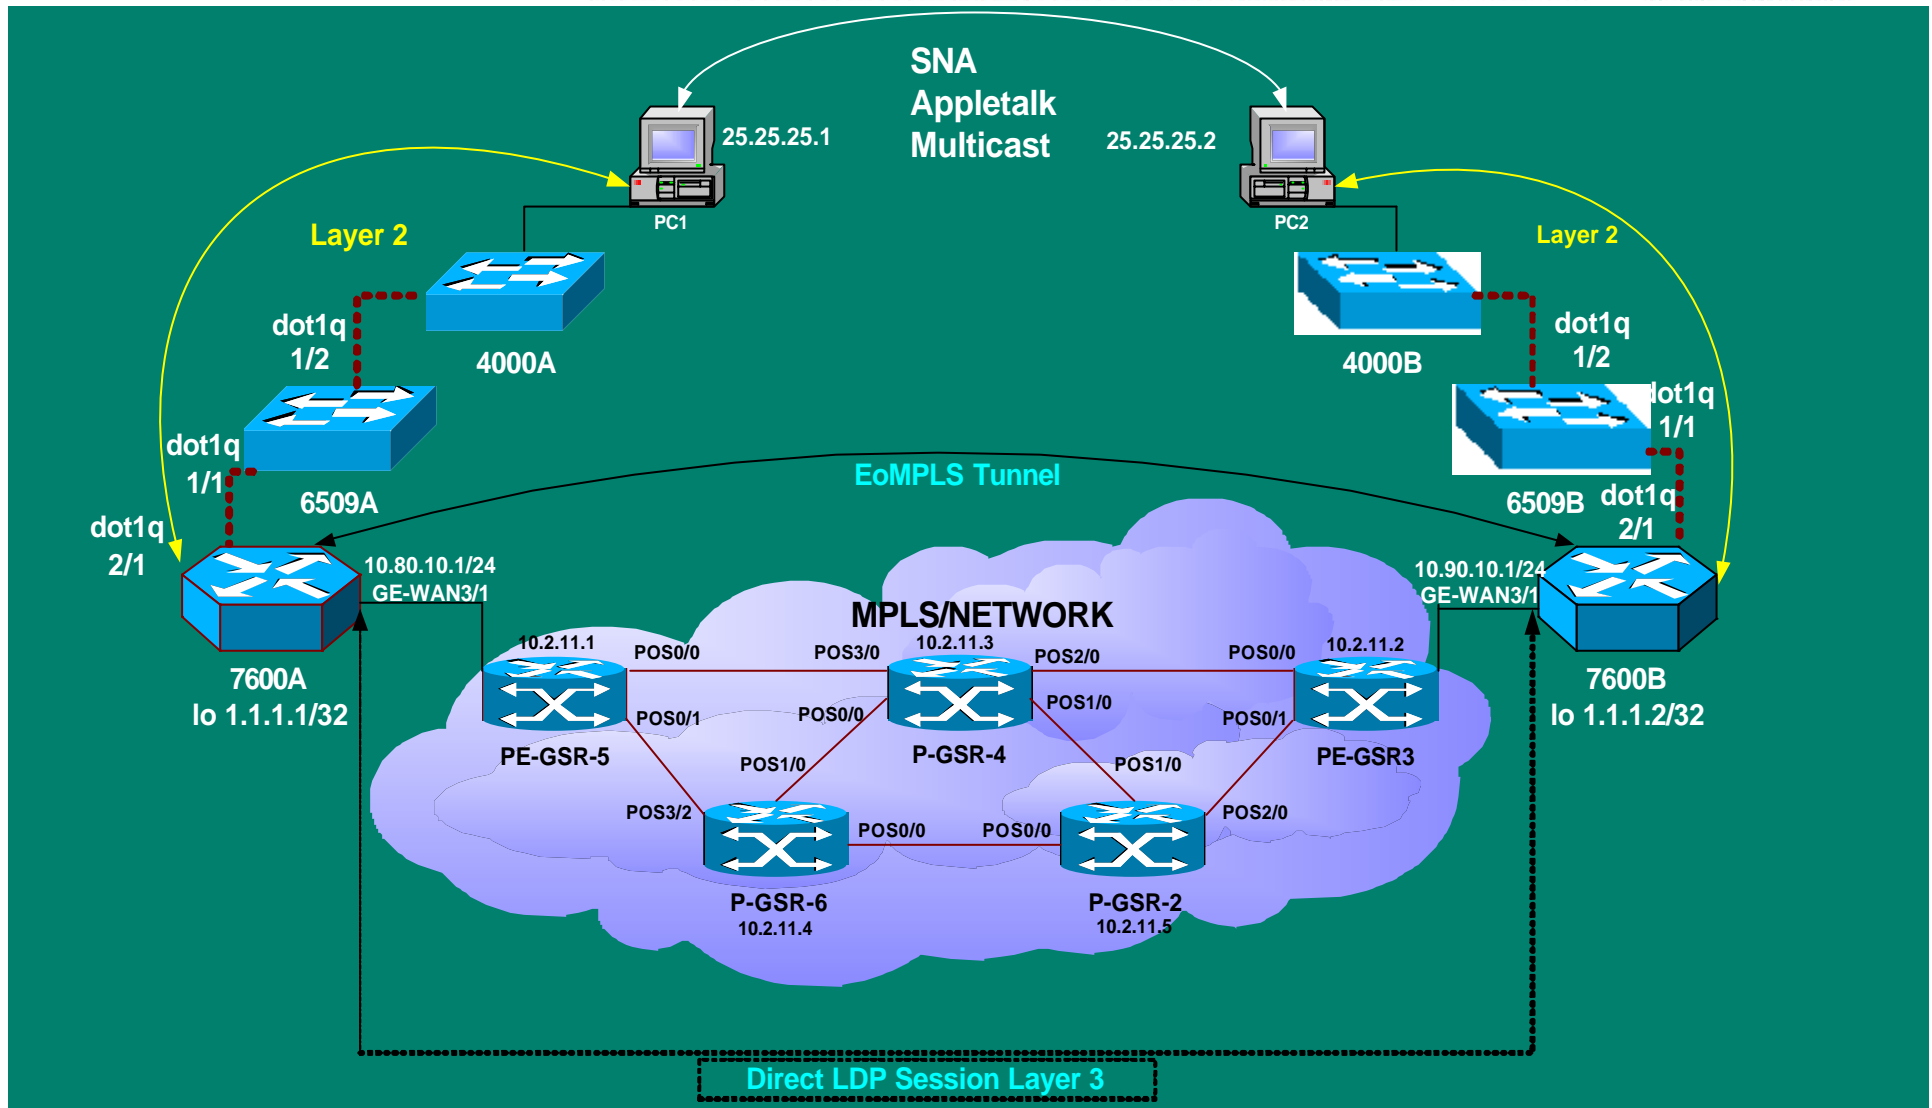 SNA
Appletalk
Multicast
25.25.25.1
25.25.25.2
PC1
PC2
Layer 2
Layer 2
dot1q
1/2
4000A
4000B
dot1q
1/2
dot1q
1/1
dot1q
1/1
6509A
EoMPLS Tunnel
6509B
dot1q
2/1
dot1q
2/1
10.80.10.1/24
GE-WAN3/1
10.90.10.1/24
GE-WAN3/1
MPLS/NETWORK
10.2.11.1
POS0/0
POS3/0
10.2.11.3
POS2/0
POS0/0
10.2.11.2
7600A
lo 1.1.1.1/32
7600B
lo 1.1.1.2/32
POS0/1
POS0/0
POS1/0
POS0/1
PE-GSR-5
P-GSR-4
PE-GSR3
POS1/0
POS1/0
POS3/2
POS2/0
POS0/0
POS0/0
P-GSR-6
10.2.11.4
P-GSR-2
10.2.11.5
Direct LDP Session Layer 3